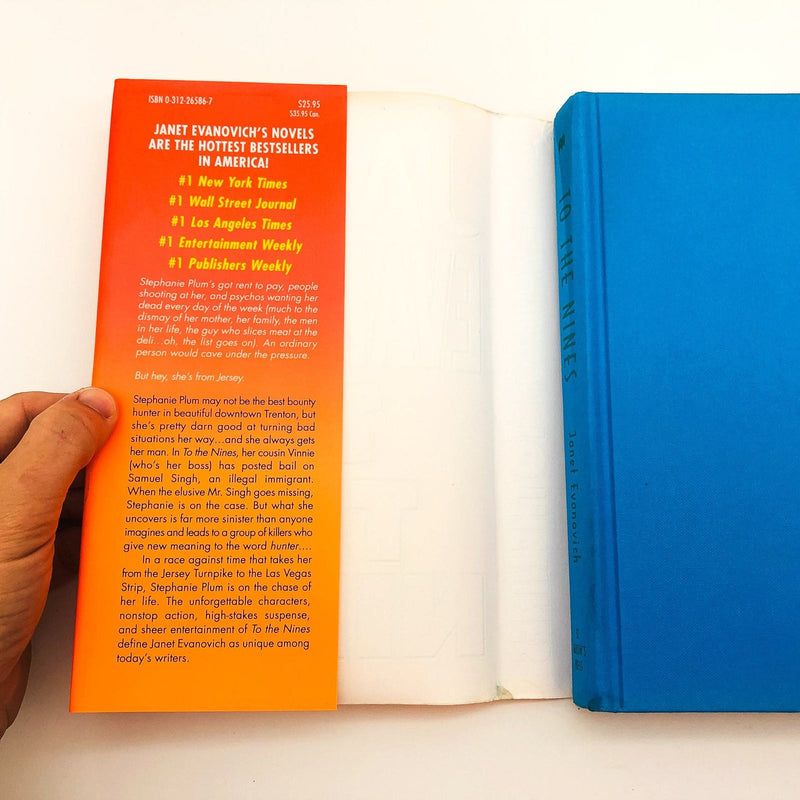 ISBN 0-312-26586-7
$25.95
$35.95 Can.
JANET EVANOVICH'S NOVELS
ARE THE HOTTEST BESTSELLERS
IN AMERICA!
#1 New York Times
#1 Wall Street Journal
#1 Los Angeles Times
#1 Entertainment Weekly
#1 Publishers Weekly
Stephanie Plum's got rent to pay, people
shooting at her, and psychos wanting her
dead every day of the week (much to the
dismay of her mother, her family, the men
in her life, the guy who slices meat at the
deli...oh, the list goes on). An ordinary
person would cave under the pressure.
But hey, she's from Jersey.
Stephanie Plum may not be the best bounty
hunter in beautiful downtown Trenton, but
she's pretty darn good at turning bad
situations her way...and she always gets
her man. In To the Nines, her cousin Vinnie
(who's her boss) has posted bail on
Samuel Singh, an illegal immigrant.
When the elusive Mr. Singh goes missing,
Stephanie is on the case. But what she
uncovers is far more sinister than anyone
imagines and leads to a group of killers who
give new meaning to the word hunter....
In a race against time that takes her
from the Jersey Turnpike to the Las Vegas
Strip, Stephanie Plum is on the chase of
her life. The unforgettable characters,
nonstop action, high-stakes suspense,
and sheer entertainment of To the Nines
define Janet Evanovich as unique among
today's writers.
TO THE NINES
Janet Evanovich